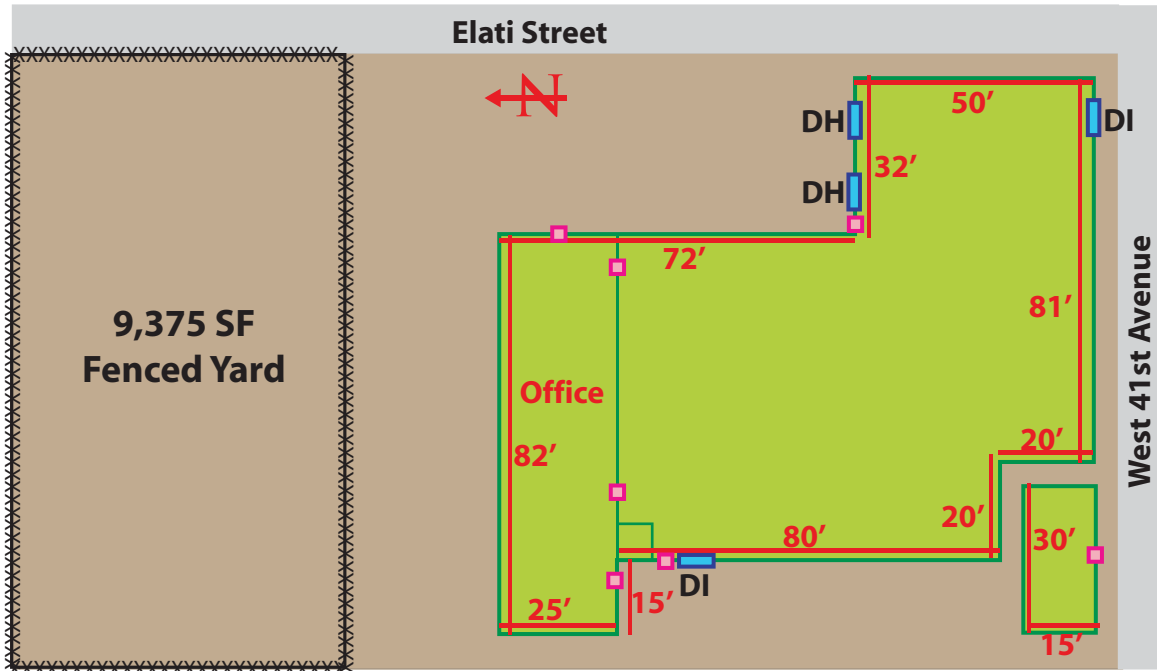 Elati Street
N
50’
DH
DI
32’
DH
72’
9,375 SF
Fenced Yard
81’
West 41st Avenue
Office
82’
20’
20’
80’
30’
DI
25’
15’
15’